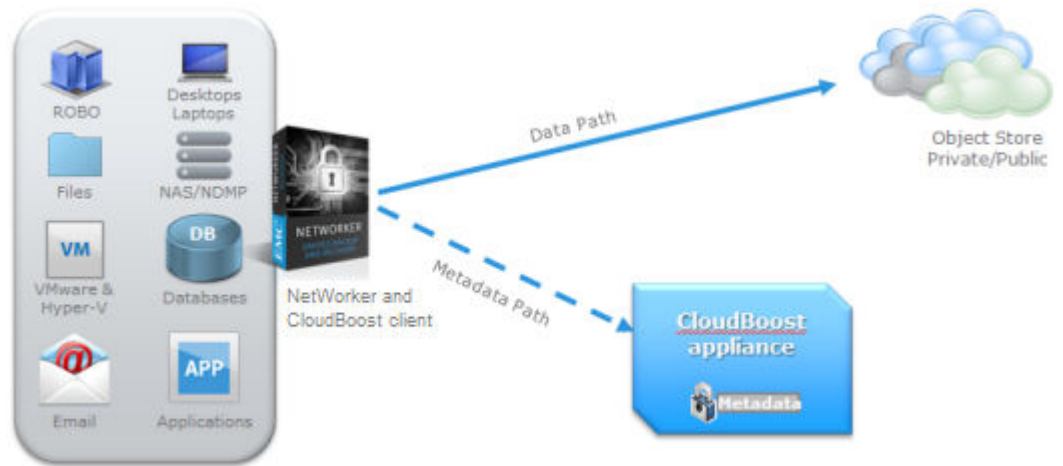 ROBO
Desktops
Laptops
Files
NAS/NDMP
VM
VMware &
Hyper-V
DB
Databases
@
Email
APP
Applications
NETWORKER
EMC²
NetWorker and
CloudBoost client
Data Path
Metadata Path
Object Store
Private/Public
CloudBoost
appliance
Metadata